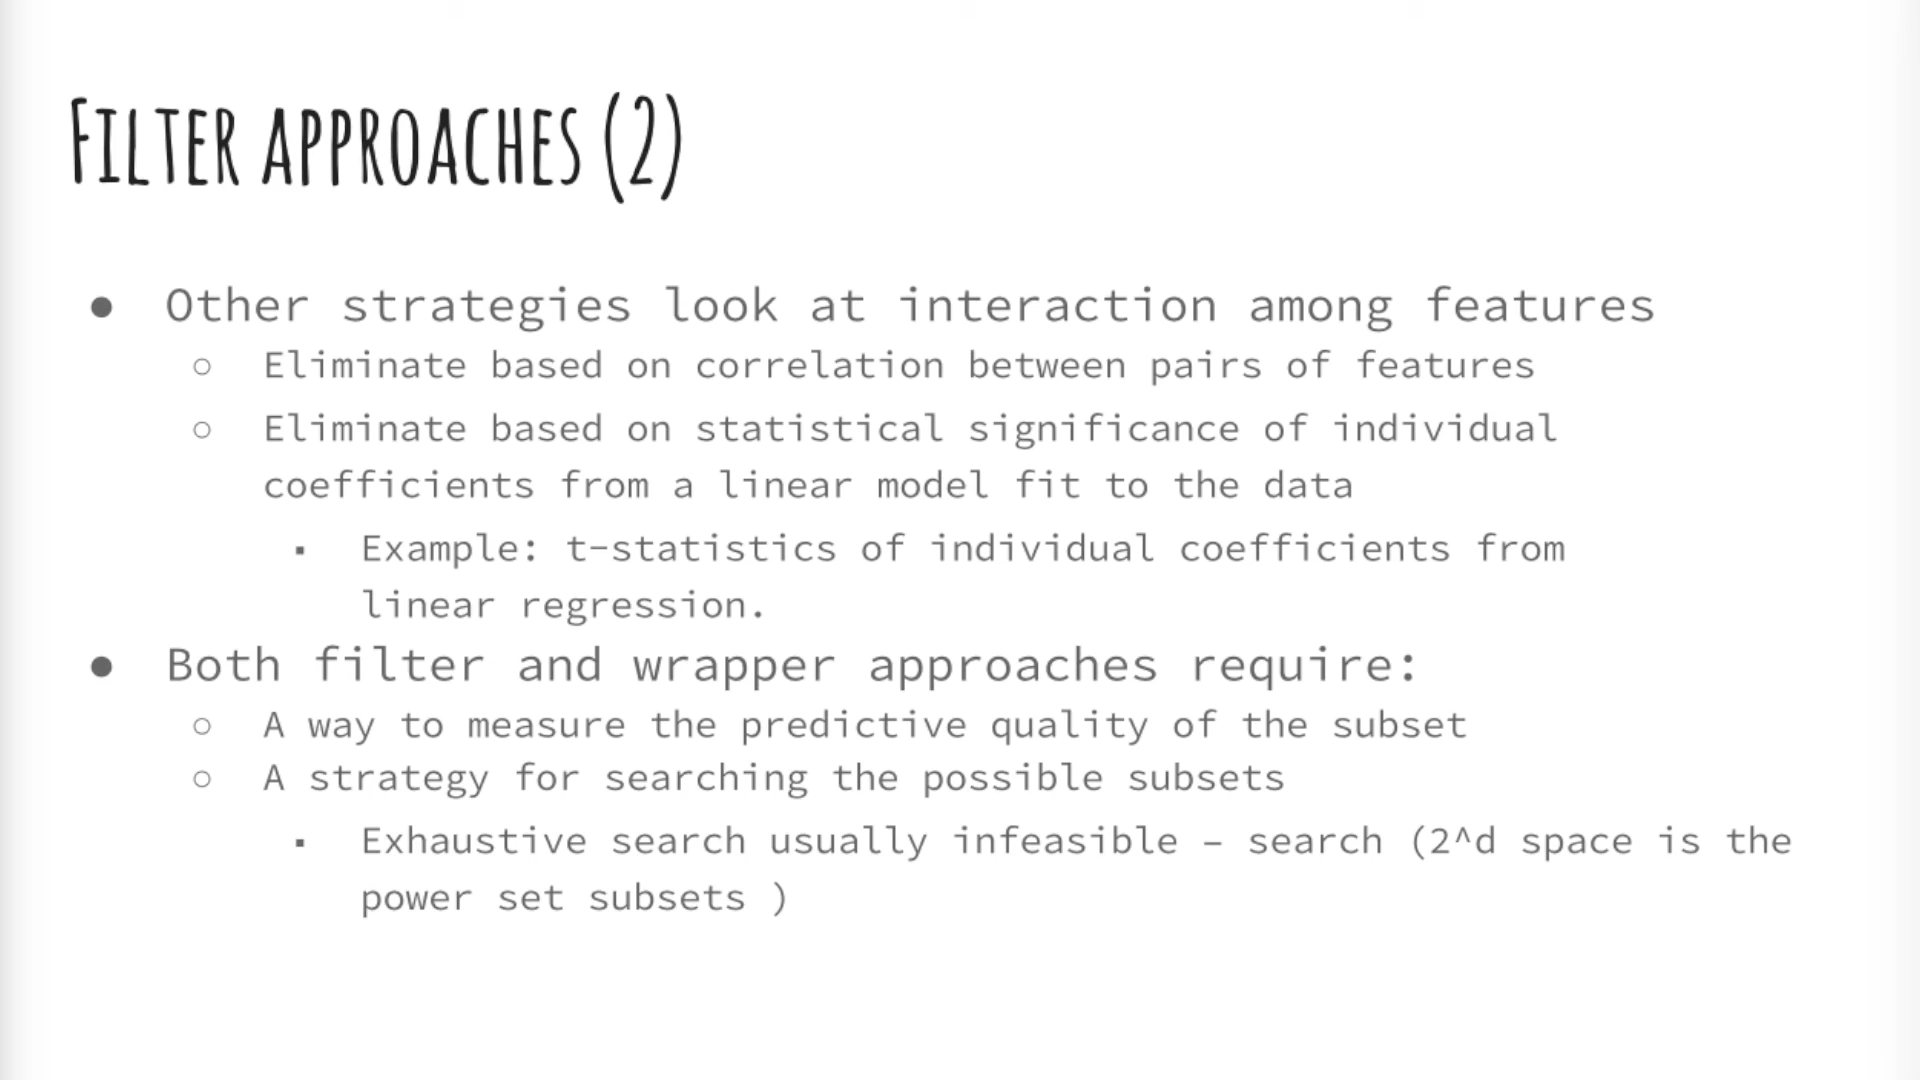 Filter approaches (2)
● Other strategies look at interaction among features
○ Eliminate based on correlation between pairs of features
○ Eliminate based on statistical significance of individual
coefficients from a linear model fit to the data
▪ Example: t-statistics of individual coefficients from
linear regression.
● Both filter and wrapper approaches require:
○ A way to measure the predictive quality of the subset
○ A strategy for searching the possible subsets
▪ Exhaustive search usually infeasible – search (2^d space is the
power set subsets )